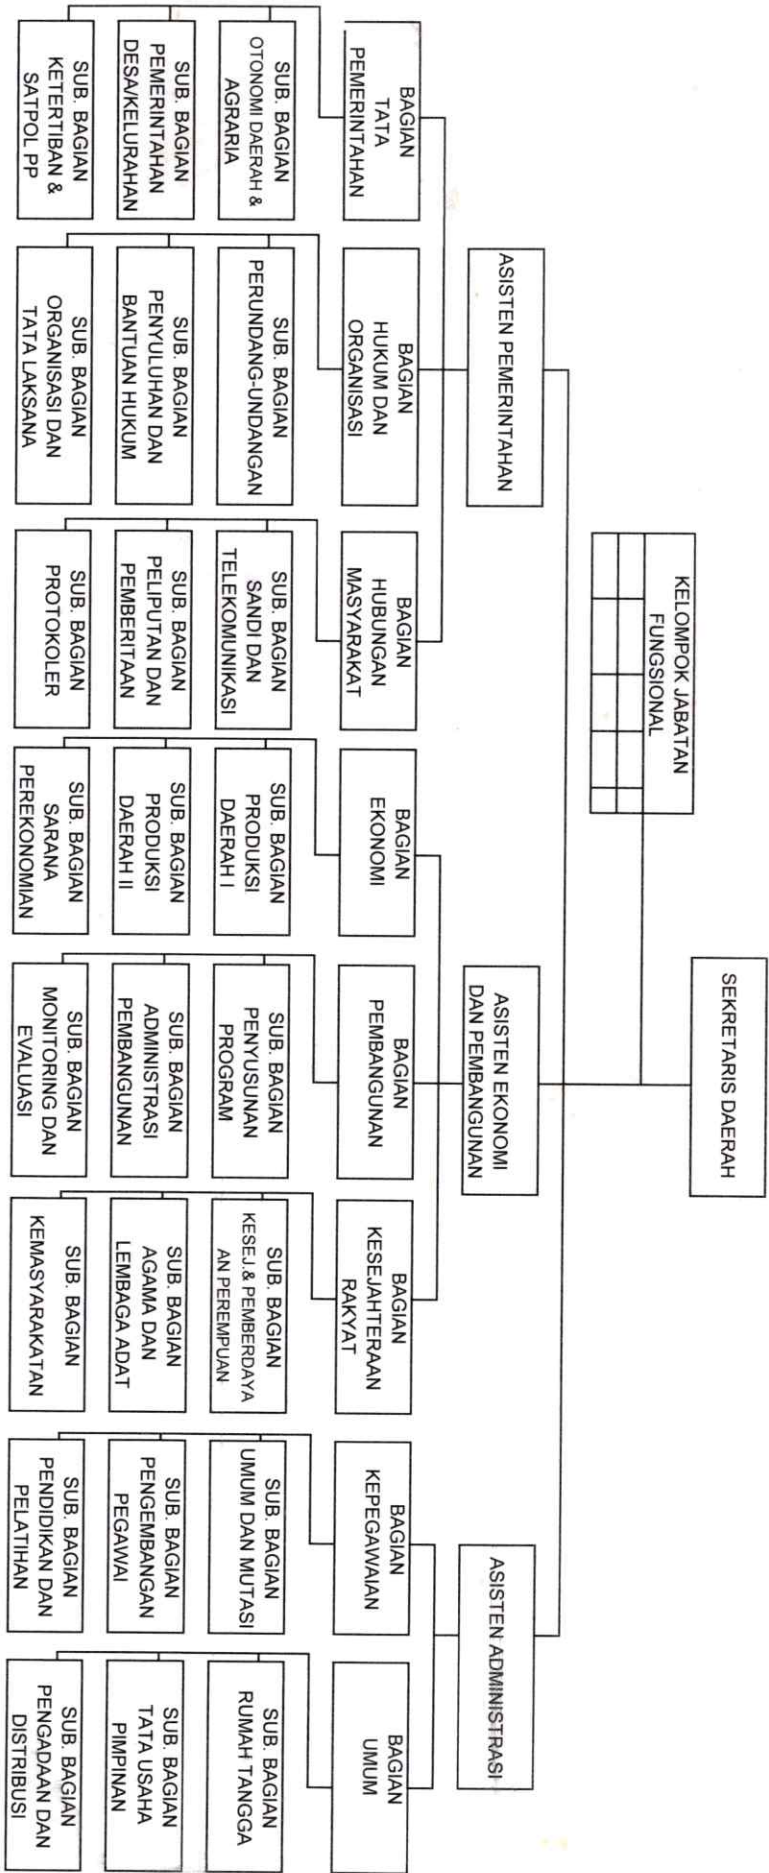 SEKRETARIS DAERAH
KELOMPOK JABATAN
FUNGSIONAL
ASISTEN PEMERINTAHAN
ASISTEN EKONOMI
DAN PEMBANGUNAN
ASISTEN ADMINISTRASI
BAGIAN
TATA
PEMERINTAHAN
BAGIAN
HUKUM DAN
ORGANISASI
BAGIAN
HUBUNGAN
MASYARAKAT
BAGIAN
EKONOMI
BAGIAN
PEMBANGUNAN
BAGIAN
KESEJAHTERAAN
RAKYAT
BAGIAN
KEPEGAWAIAN
BAGIAN
UMUM
SUB. BAGIAN
OTONOMI DAERAH &
AGRARIA
SUB. BAGIAN
PERUNDANG-UNDANGAN
SUB. BAGIAN
SANDI DAN
TELEKOMUNIKASI
SUB. BAGIAN
PRODUKSI
DAERAH I
SUB. BAGIAN
PENYUSUNAN
PROGRAM
SUB. BAGIAN
KESEJ.& PEMBERDAYA
AN PEREMPUAN
SUB. BAGIAN
UMUM DAN MUTASI
SUB. BAGIAN
RUMAH TANGGA
SUB. BAGIAN
PEMERINTAHAN
DESA/KELURAHAN
SUB. BAGIAN
PENYULUHAN DAN
BANTUAN HUKUM
SUB. BAGIAN
PELIPUTAN DAN
PEMBERITAAN
SUB. BAGIAN
PRODUKSI
DAERAH II
SUB. BAGIAN
ADMINISTRASI
PEMBANGUNAN
SUB. BAGIAN
AGAMA DAN
LEMBAGA ADAT
SUB. BAGIAN
PENGEMBANGAN
PEGAWAI
SUB. BAGIAN
TATA USAHA
PIMPINAN
SUB. BAGIAN
KETERTIBAN &
SATPOL PP
SUB. BAGIAN
ORGANISASI DAN
TATA LAKSANA
SUB. BAGIAN
PROTOKOLER
SUB. BAGIAN
SARANA
PEREKONOMIAN
SUB. BAGIAN
MONITORING DAN
EVALUASI
SUB. BAGIAN
KEMASYARAKATAN
SUB. BAGIAN
PENDIDIKAN DAN
PELATIHAN
SUB. BAGIAN
PENGADAAN DAN
DISTRIBUSI